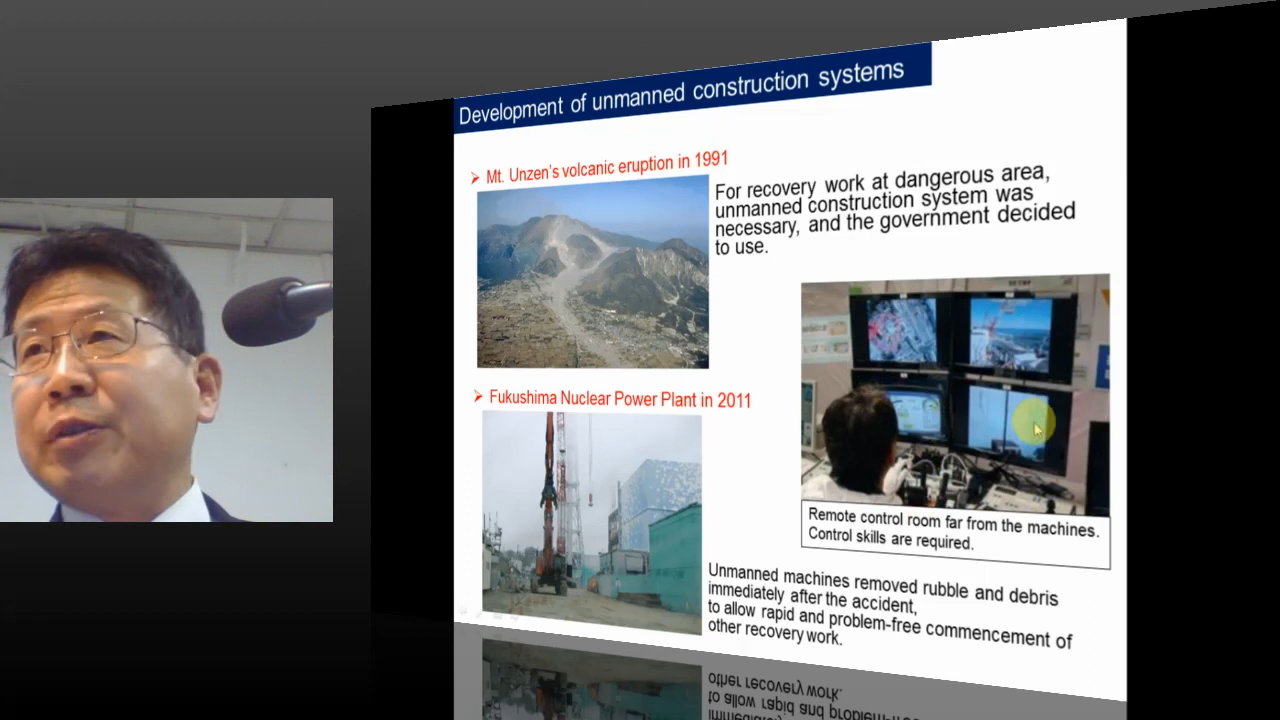 Development of unmanned construction systems
➢ Mt. Unzen's volcanic eruption in 1991
For recovery work at dangerous area,
unmanned construction system was
necessary, and the government decided
to use.
➢ Fukushima Nuclear Power Plant in 2011
Remote control room far from the machines.
Control skills are required.
Unmanned machines removed rubble and debris
immediately after the accident,
to allow rapid and problem-free commencement of
other recovery work.